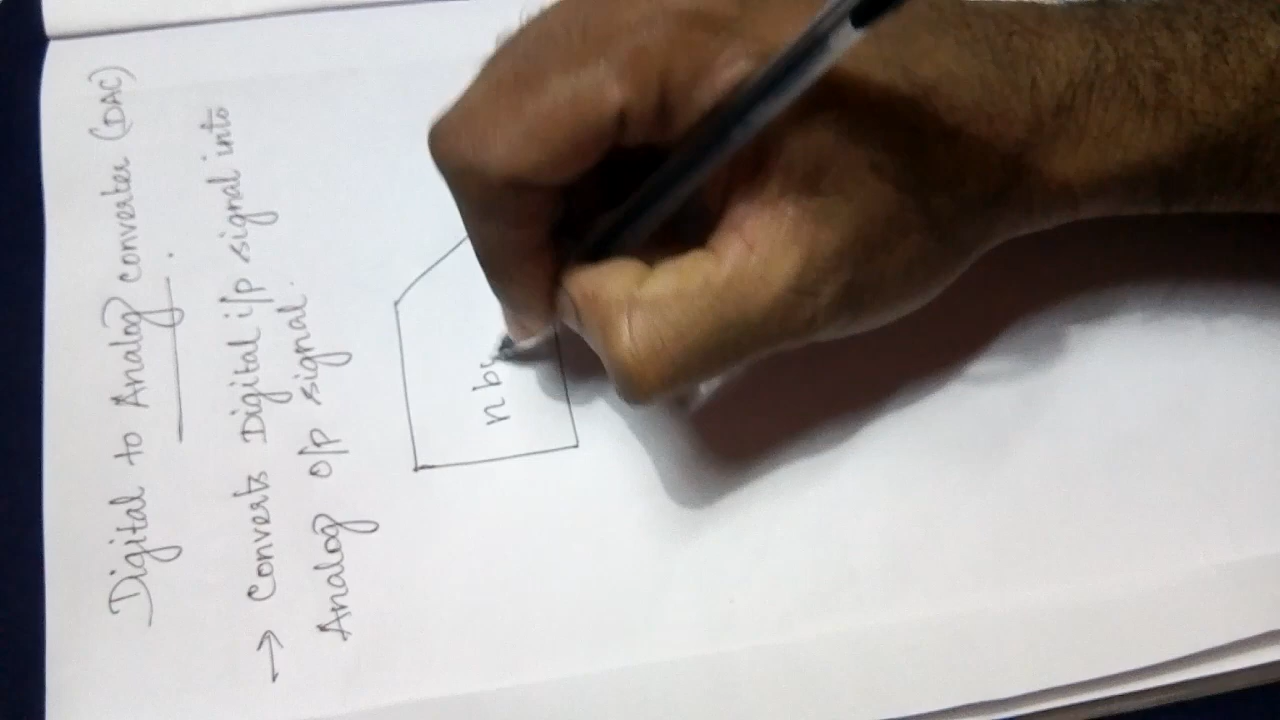 Digital to Analog converter (DAC).
→ Converts Digital i/p signal into
Analog o/p signal.
n b